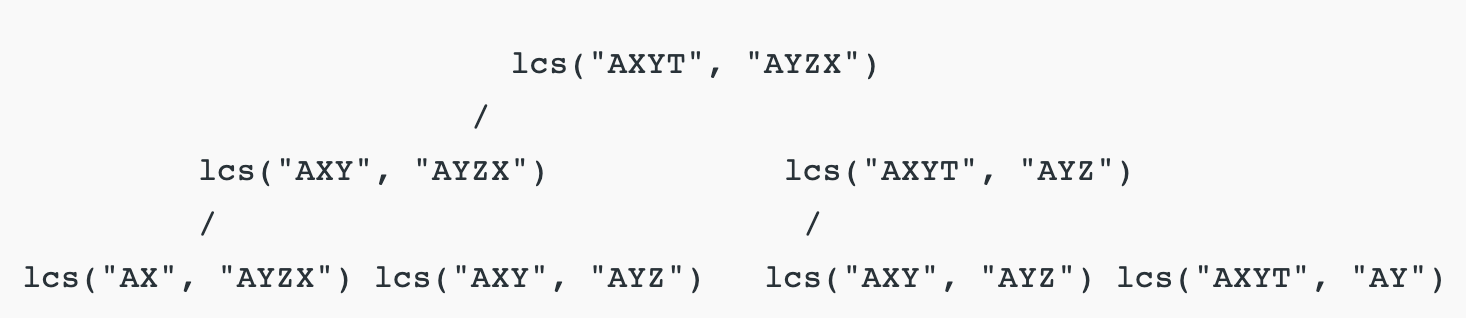 lcs("AXYT", "AYZX")
/
lcs("AXY", "AYZX") lcs("AXYT", "AYZ")
/ /
lcs("AX", "AYZX") lcs("AXY", "AYZ") lcs("AXY", "AYZ") lcs("AXYT", "AY")